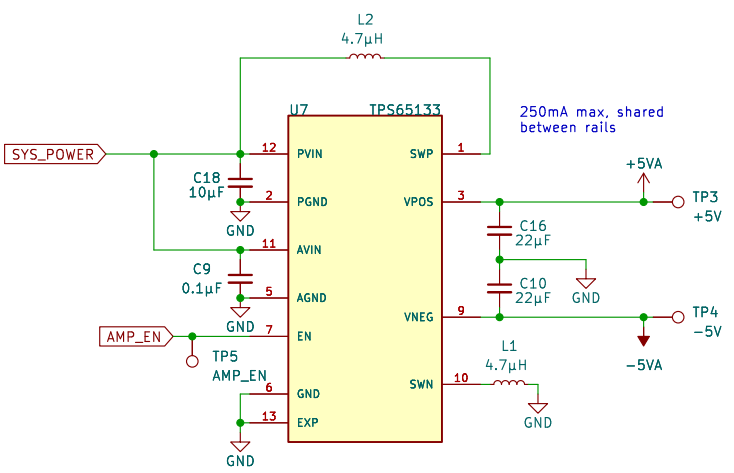 L2
4.7µH
U7
TPS65133
250mA max, shared
between rails
SYS_POWER
12
PVIN
SWP
1
+5VA
C18
10µF
2
PGND
VPOS
3
TP3
+5V
GND
C16
22µF
11
AVIN
C9
0.1µF
C10
22µF
GND
5
AGND
GND
VNEG
9
TP4
-5V
AMP_EN
7
EN
TP5
AMP_EN
L1
4.7µH
-5VA
6
GND
SWN
10
13
EXP
GND
GND